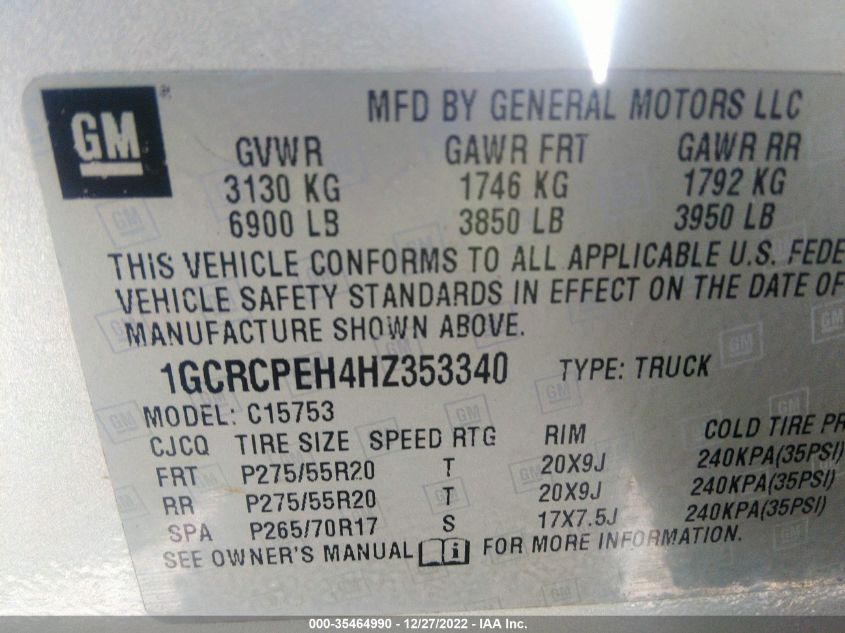 GM ® MFD BY GENERAL MOTORS LLC
GVWR GAWR FRT GAWR RR
3130 KG 1746 KG 1792 KG
6900 LB 3850 LB 3950 LB
THIS VEHICLE CONFORMS TO ALL APPLICABLE U.S. FEDE
VEHICLE SAFETY STANDARDS IN EFFECT ON THE DATE OF
MANUFACTURE SHOWN ABOVE.
1GCRCPEH4HZ353340 TYPE: TRUCK
MODEL: C15753
CJCQ TIRE SIZE SPEED RTG RIM COLD TIRE PR
FRT P275/55R20 T 20X9J 240KPA(35PSI)
RR P275/55R20 T 20X9J 240KPA(35PSI)
SPA P265/70R17 S 17X7.5J 240KPA(35PSI)
SEE OWNER'S MANUAL i FOR MORE INFORMATION.
000-35464990 - 12/27/2022 - IAA Inc.